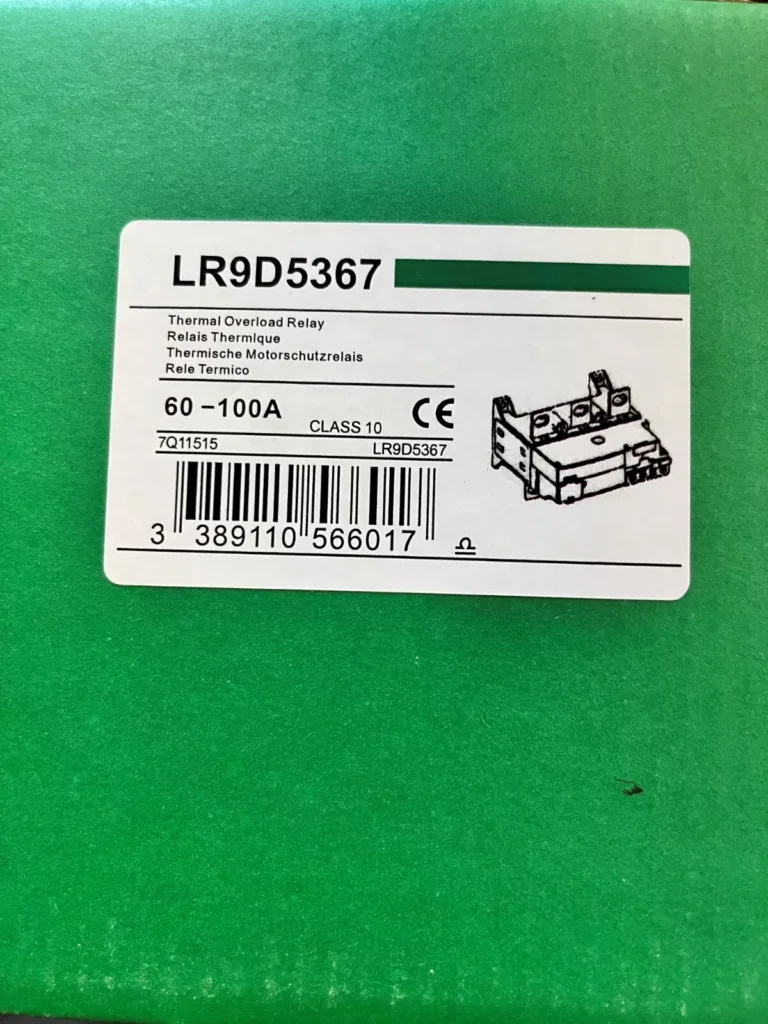 LR9D5367
Thermal Overload Relay
Relais Thermique
Thermische Motorschutzrelais
Rele Termico
60 -100A CLASS 10 CE
7Q11515 LR9D5367
3 389110 566017